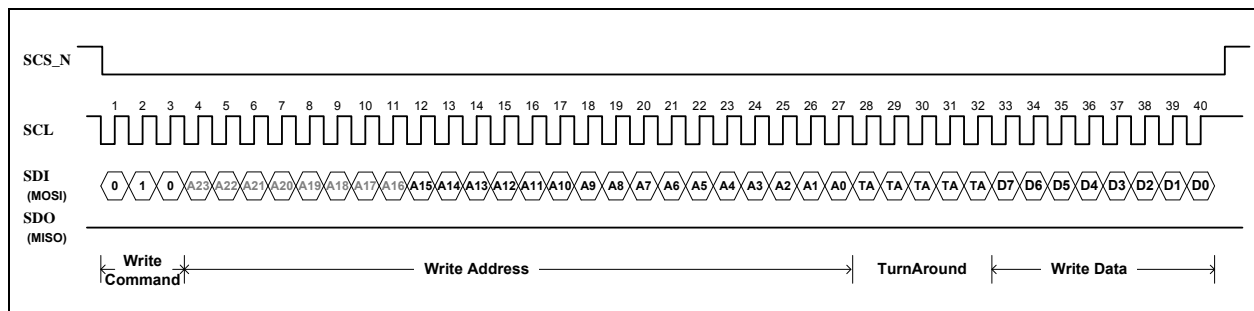 SCS_N
1 2 3 4 5 6 7 8 9 10 11 12 13 14 15 16 17 18 19 20 21 22 23 24 25 26 27 28 29 30 31 32 33 34 35 36 37 38 39 40
SCL
SDI
(MOSI)
0 1 0 A23 A22 A21 A20 A19 A18 A17 A16 A15 A14 A13 A12 A11 A10 A9 A8 A7 A6 A5 A4 A3 A2 A1 A0 TA TA TA TA TA D7 D6 D5 D4 D3 D2 D1 D0
SDO
(MISO)
Write
Command
Write Address
TurnAround
Write Data